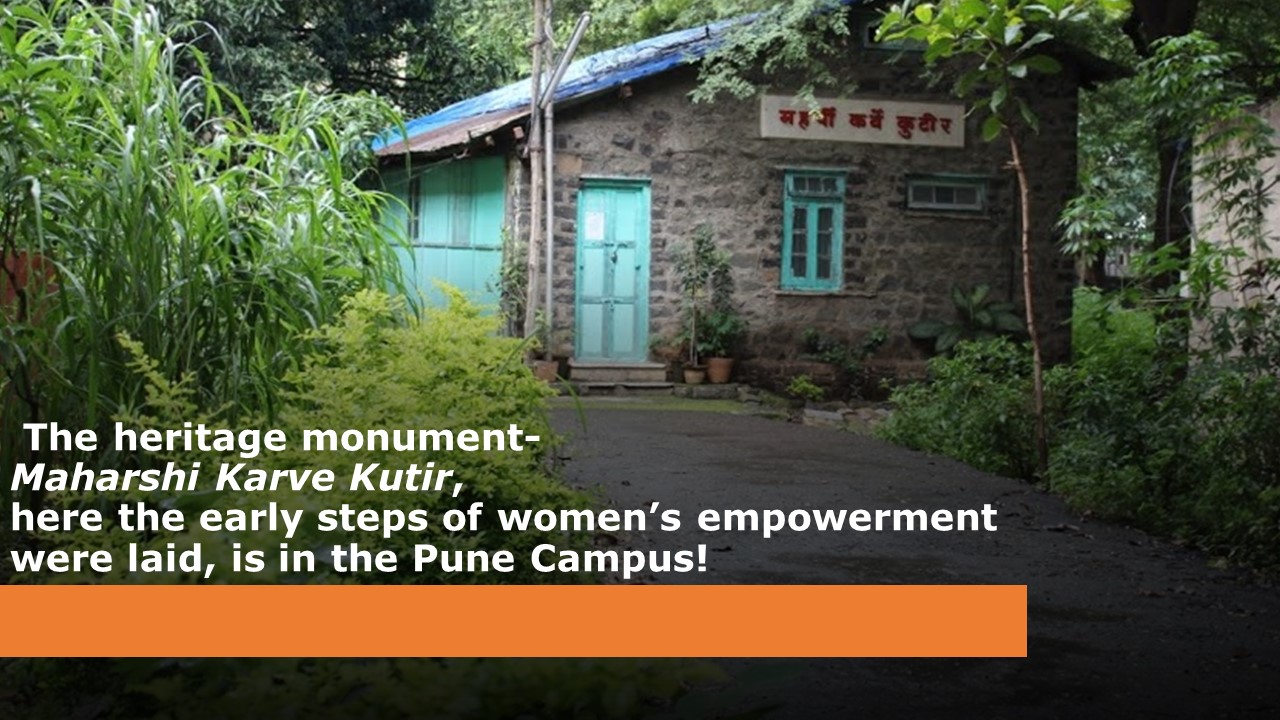 महर्षी कर्वे कुटीर
The heritage monument-
Maharshi Karve Kutir,
here the early steps of women’s empowerment
were laid, is in the Pune Campus!